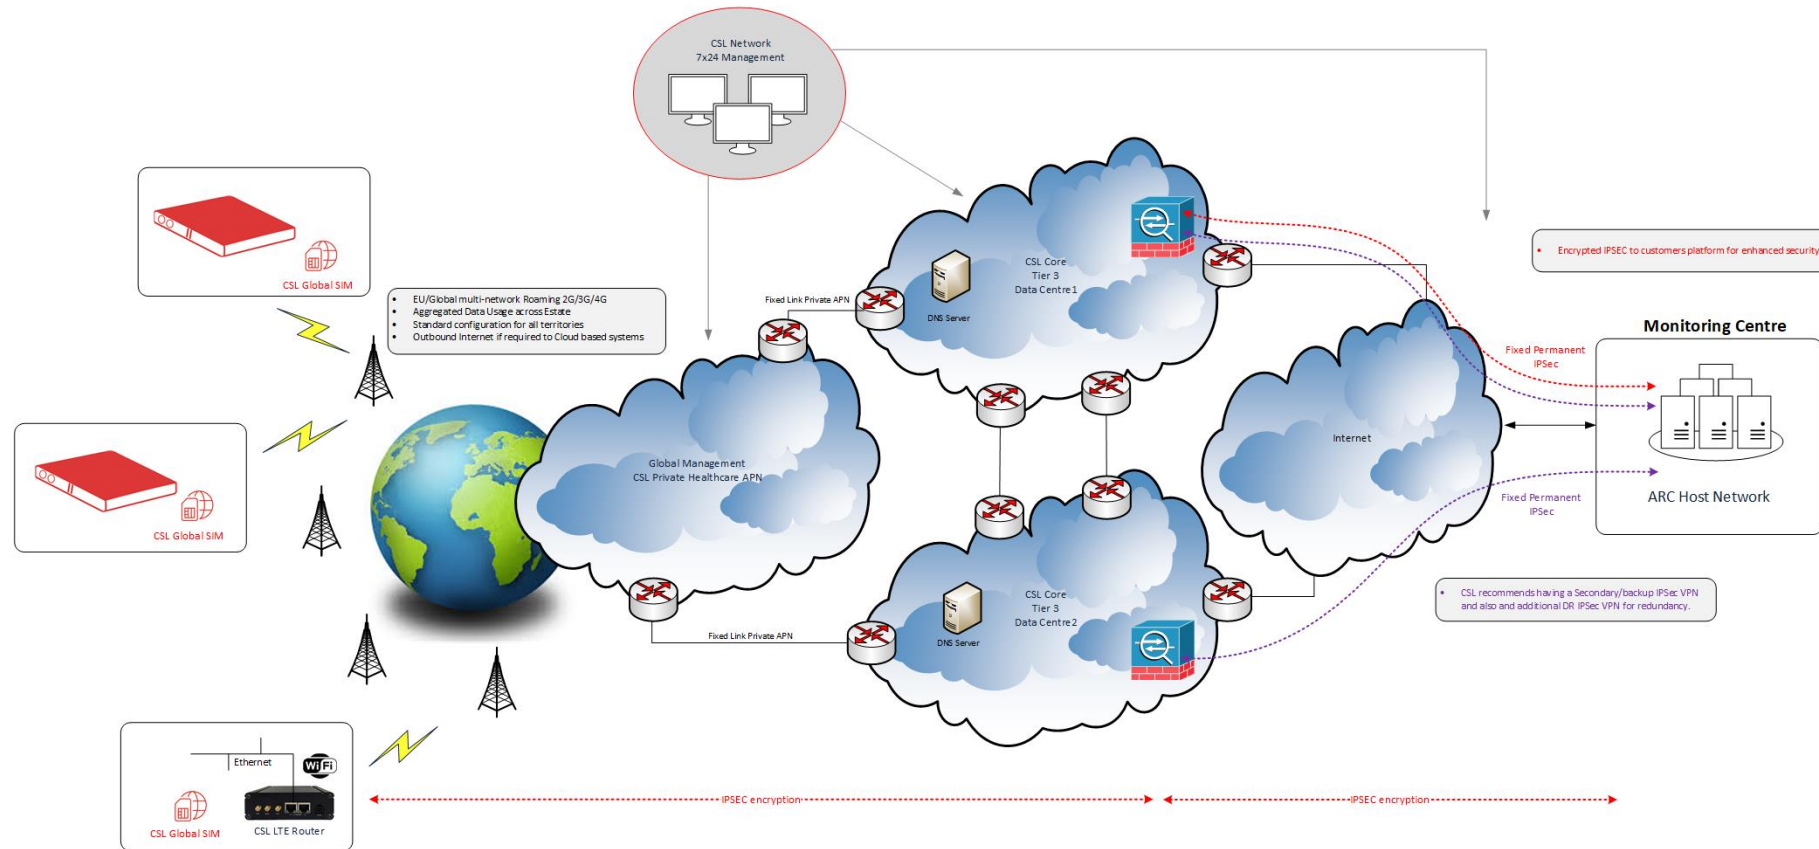 CSL Network
7x24 Management
CSL Global SIM
• EU/Global multi-network Roaming 2G/3G/4G
• Aggregated Data Usage across Estate
• Standard configuration for all territories
• Outbound Internet if required to Cloud based systems
Fixed Link Private APN
DNS Server
CSL Core
Tier 3
Data Centre1
• Encrypted IPSEC to customers platform for enhanced security
Monitoring Centre
Fixed Permanent
IPSec
ARC Host Network
Internet
CSL Global SIM
Global Management
CSL Private Healthcare APN
Fixed Permanent
IPSec
• CSL recommends having a Secondary/backup IPSec VPN
and also and additional DR IPSec VPN for redundancy.
Fixed Link Private APN
DNS Server
CSL Core
Tier 3
Data Centre2
Ethernet
WiFi
CSL Global SIM
CSL LTE Router
IPSEC encryption
IPSEC encryption